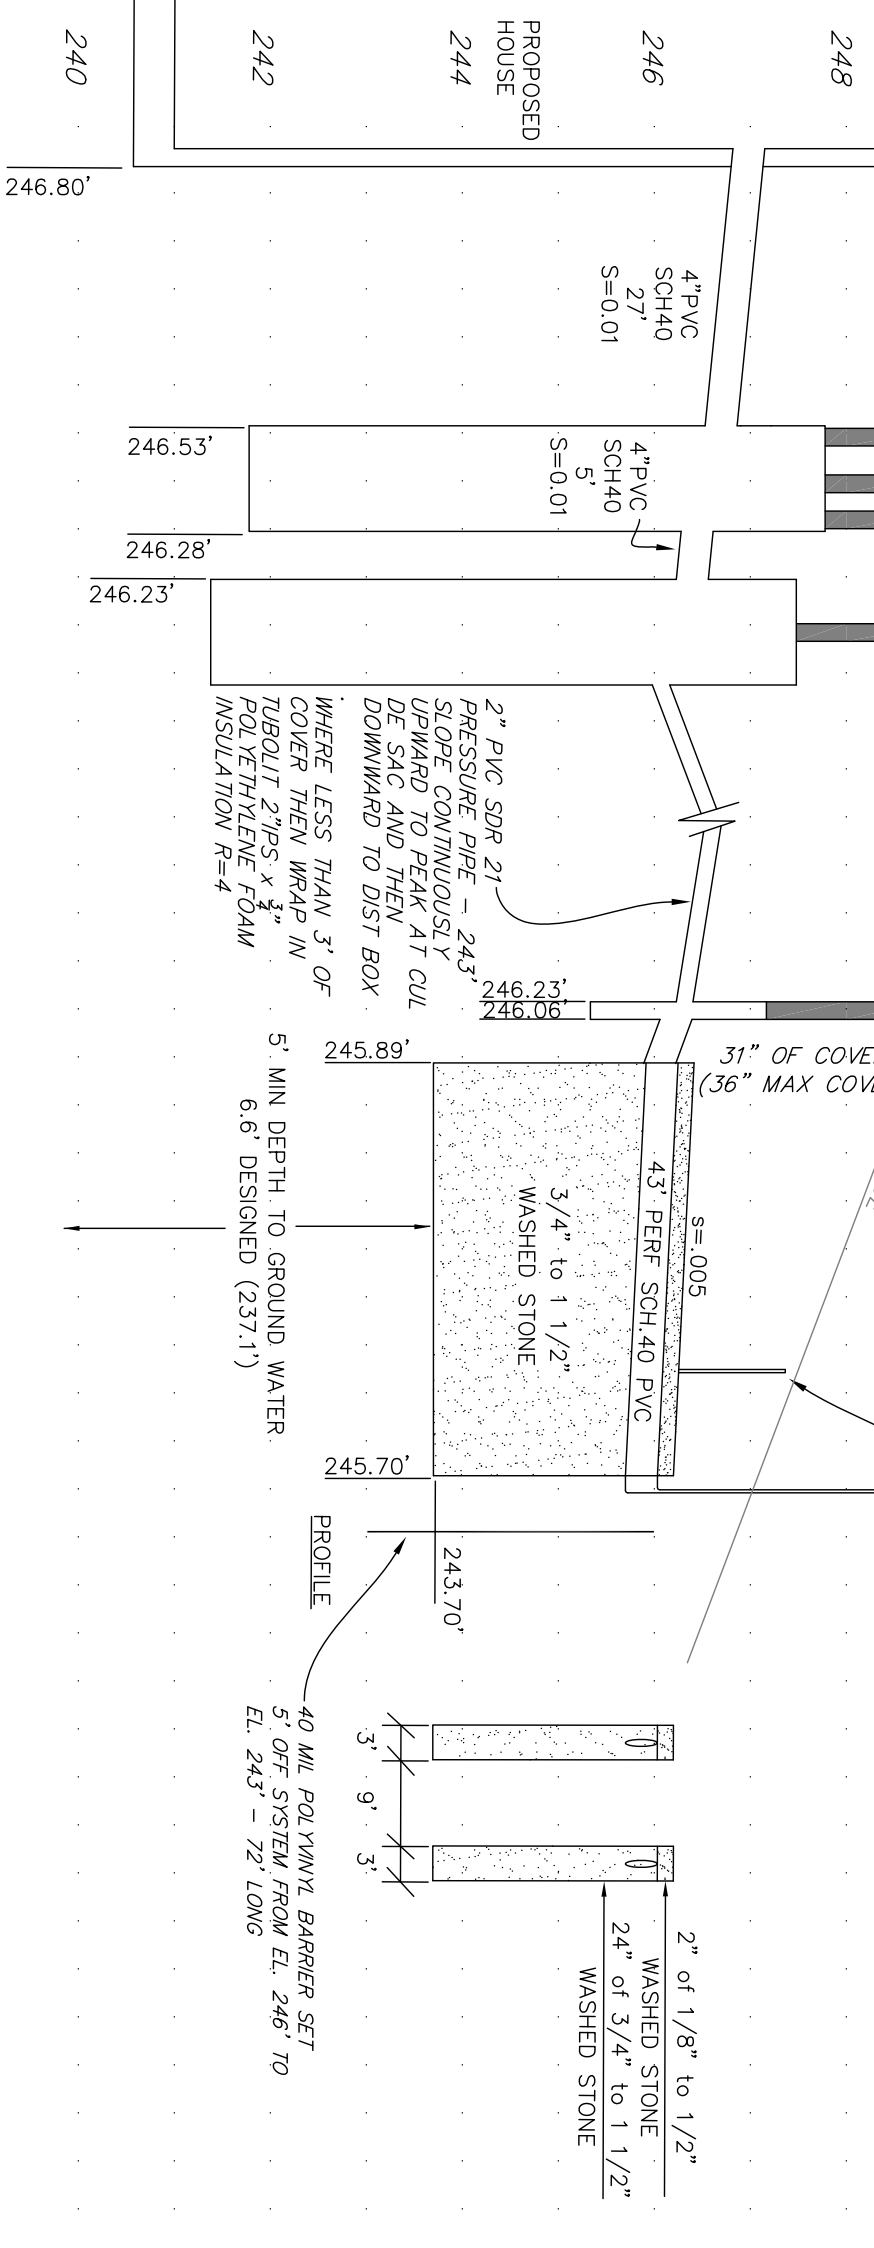 248
246
244
242
240
PROPOSED
HOUSE
246.80'
4"PVC
SCH40
27'
S=0.01
246.53'
4"PVC
SCH40
5'
S=0.01
246.28'
246.23'
2" PVC SDR 21
PRESSURE PIPE - 243'
SLOPE CONTINUOUSLY
UPWARD TO PEAK AT CUL
DE SAC AND THEN
DOWNWARD TO DIST BOX
WHERE LESS THAN 3' OF
COVER THEN WRAP IN
TUBOLIT 2"IPS x 3/4"
POLYETHYLENE FOAM
INSULATION R=4
246.23'
246.06'
245.89'
31" OF COVE
(36" MAX COVE
s=.005
43' PERF SCH.40 PVC
3/4" to 1 1/2"
WASHED STONE
5' MIN DEPTH TO GROUND WATER
6.6' DESIGNED (237.1')
245.70'
243.70'
PROFILE
40 MIL POLYVINYL BARRIER SET
5' OFF SYSTEM FROM EL. 246' TO
EL. 243' - 72' LONG
3'
9'
3'
2" of 1/8" to 1/2"
WASHED STONE
24" of 3/4" to 1 1/2"
WASHED STONE